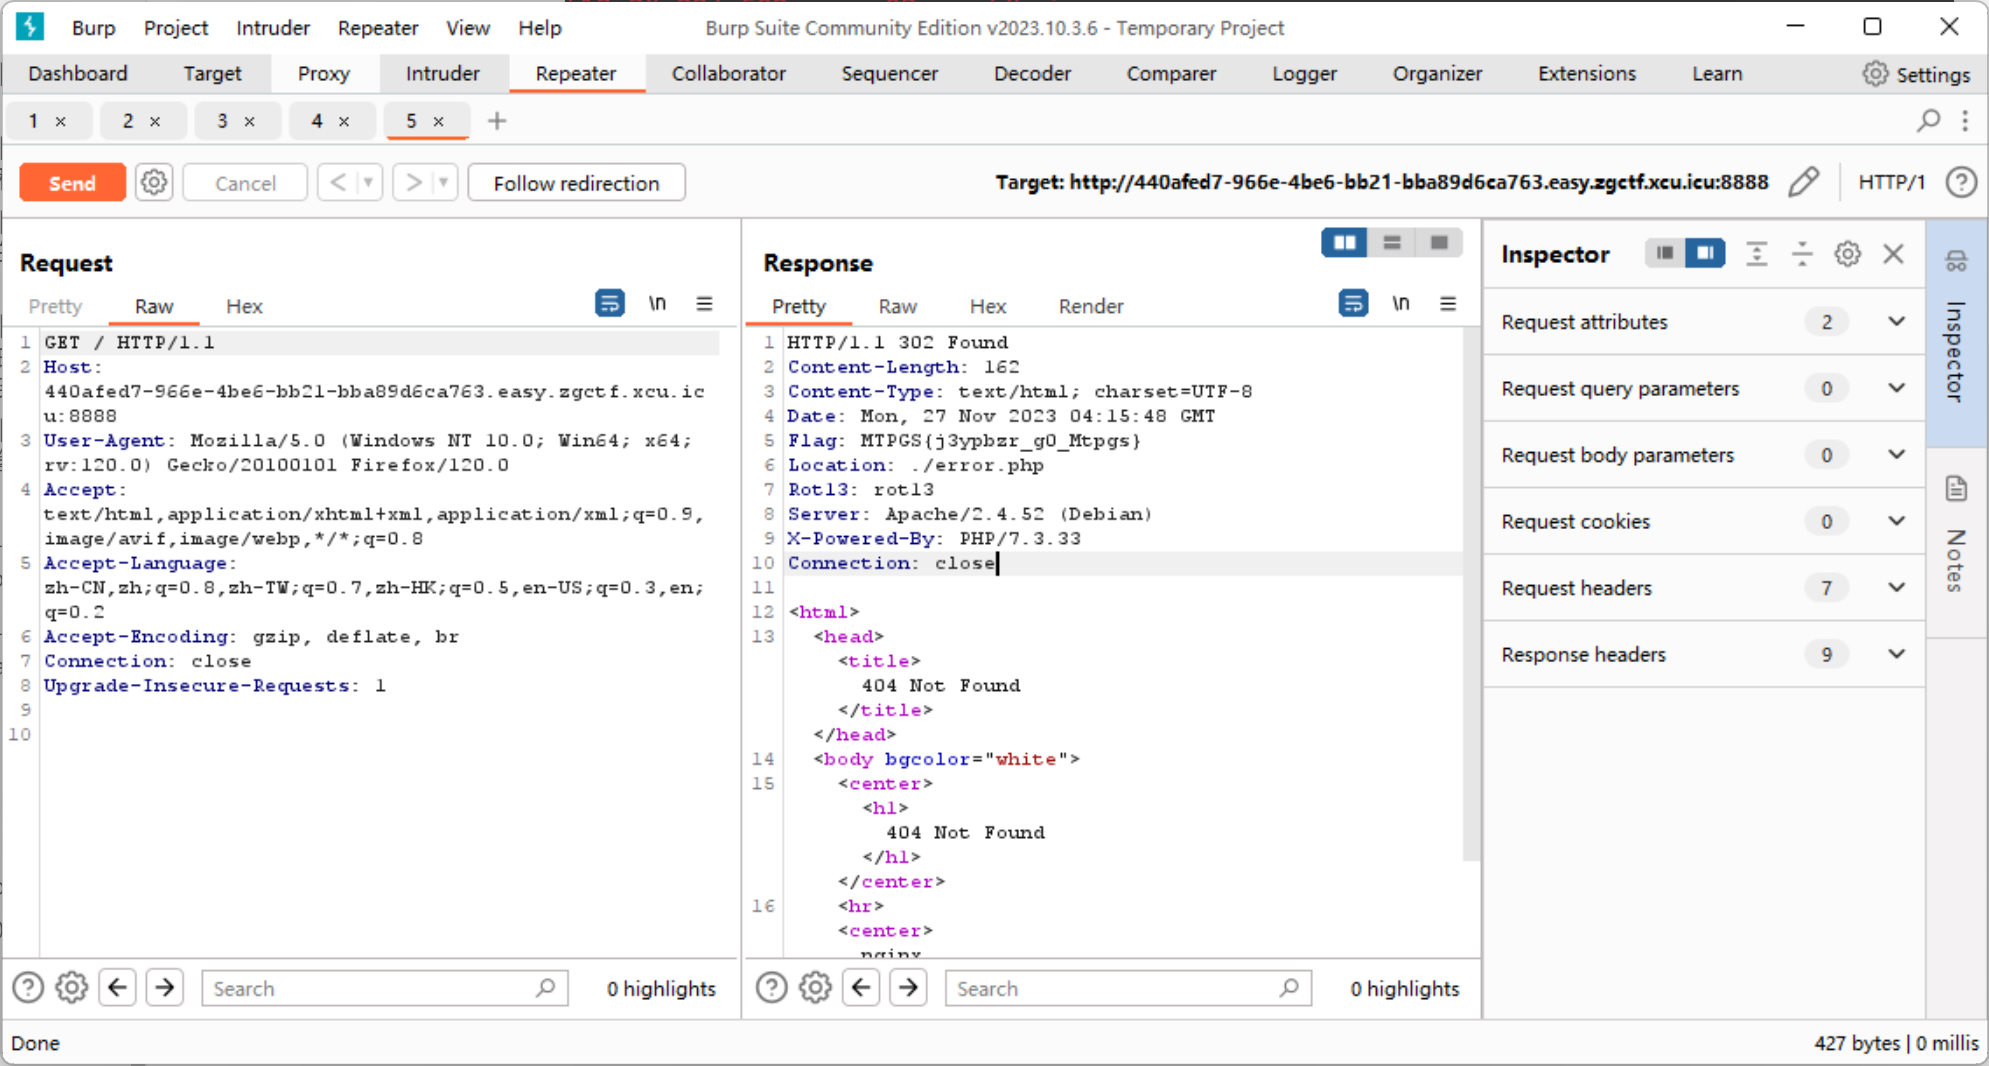 Burp Project Intruder Repeater View Help Burp Suite Community Edition v2023.10.3.6 - Temporary Project
Dashboard Target Proxy Intruder Repeater Collaborator Sequencer Decoder Comparer Logger Organizer Extensions Learn Settings
1 × 2 × 3 × 4 × 5 × +
Send Cancel < > Follow redirection Target: http://440afed7-966e-4be6-bb21-bba89d6ca763.easy.zgctf.xcu.icu:8888 HTTP/1 ?
Request
Pretty Raw Hex \n
1 GET / HTTP/1.1
2 Host:
440afed7-966e-4be6-bb21-bba89d6ca763.easy.zgctf.xcu.ic
u:8888
3 User-Agent: Mozilla/5.0 (Windows NT 10.0; Win64; x64;
rv:120.0) Gecko/20100101 Firefox/120.0
4 Accept:
text/html,application/xhtml+xml,application/xml;q=0.9,
image/avif,image/webp,*/*;q=0.8
5 Accept-Language:
zh-CN,zh;q=0.8,zh-TW;q=0.7,zh-HK;q=0.5,en-US;q=0.3,en;
q=0.2
6 Accept-Encoding: gzip, deflate, br
7 Connection: close
8 Upgrade-Insecure-Requests: 1
9
10
? Search 0 highlights
Response
Pretty Raw Hex Render \n
1 HTTP/1.1 302 Found
2 Content-Length: 162
3 Content-Type: text/html; charset=UTF-8
4 Date: Mon, 27 Nov 2023 04:15:48 GMT
5 Flag: MTPGS{j3ypbzr_g0_Mtpgs}
6 Location: ./error.php
7 Rot13: rot13
8 Server: Apache/2.4.52 (Debian)
9 X-Powered-By: PHP/7.3.33
10 Connection: close
11
12 <html>
13 <head>
<title>
404 Not Found
</title>
</head>
14 <body bgcolor="white">
15 <center>
<h1>
404 Not Found
</h1>
</center>
16 <hr>
<center>
nginx
? Search 0 highlights
Inspector
Request attributes 2
Request query parameters 0
Request body parameters 0
Request cookies 0
Request headers 7
Response headers 9
Inspector
Notes
Done 427 bytes | 0 millis